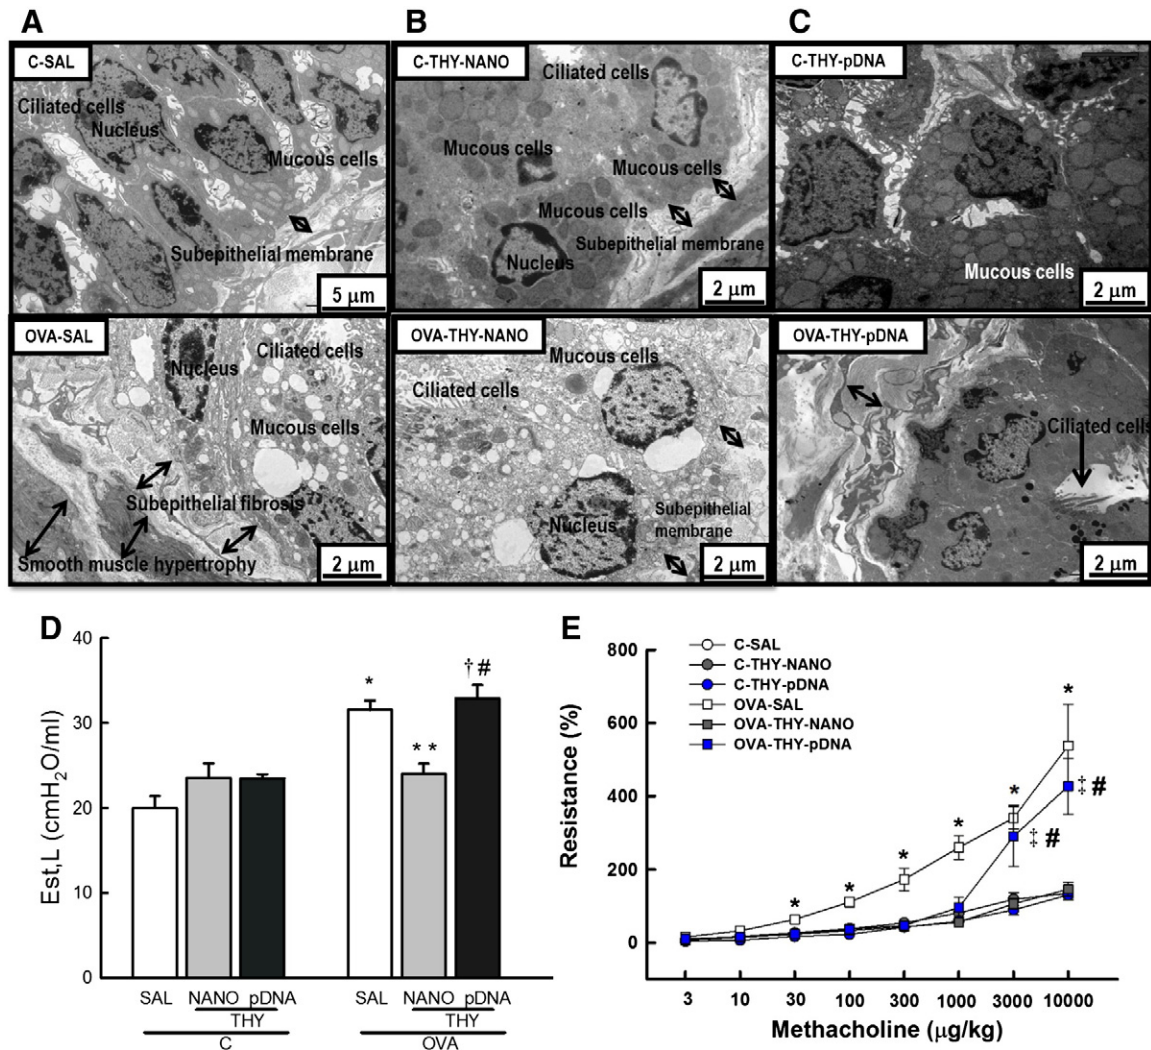 A
B
C
C-SAL
Ciliated cells
Nucleus
Mucous cells
Subepithelial membrane
5 μm
C-THY-NANO
Ciliated cells
Mucous cells
Mucous cells
Mucous cells
Subepithelial membrane
Nucleus
2 μm
C-THY-pDNA
Mucous cells
2 μm
OVA-SAL
Nucleus
Ciliated cells
Mucous cells
Subepithelial fibrosis
Smooth muscle hypertrophy
2 μm
OVA-THY-NANO
Mucous cells
Ciliated cells
Nucleus
Subepithelial
membrane
2 μm
OVA-THY-pDNA
Ciliated cells
2 μm
D
Est,L (cmH₂O/ml)
40
30
20
10
0
*
**
†#
SAL NANO pDNA SAL NANO pDNA
THY THY
C OVA
E
C-SAL
C-THY-NANO
C-THY-pDNA
OVA-SAL
OVA-THY-NANO
OVA-THY-pDNA
Resistance (%)
800
600
400
200
0
* * * * * *
‡ #
‡ #
3 10 30 100 300 1000 3000 10000
Methacholine (μg/kg)